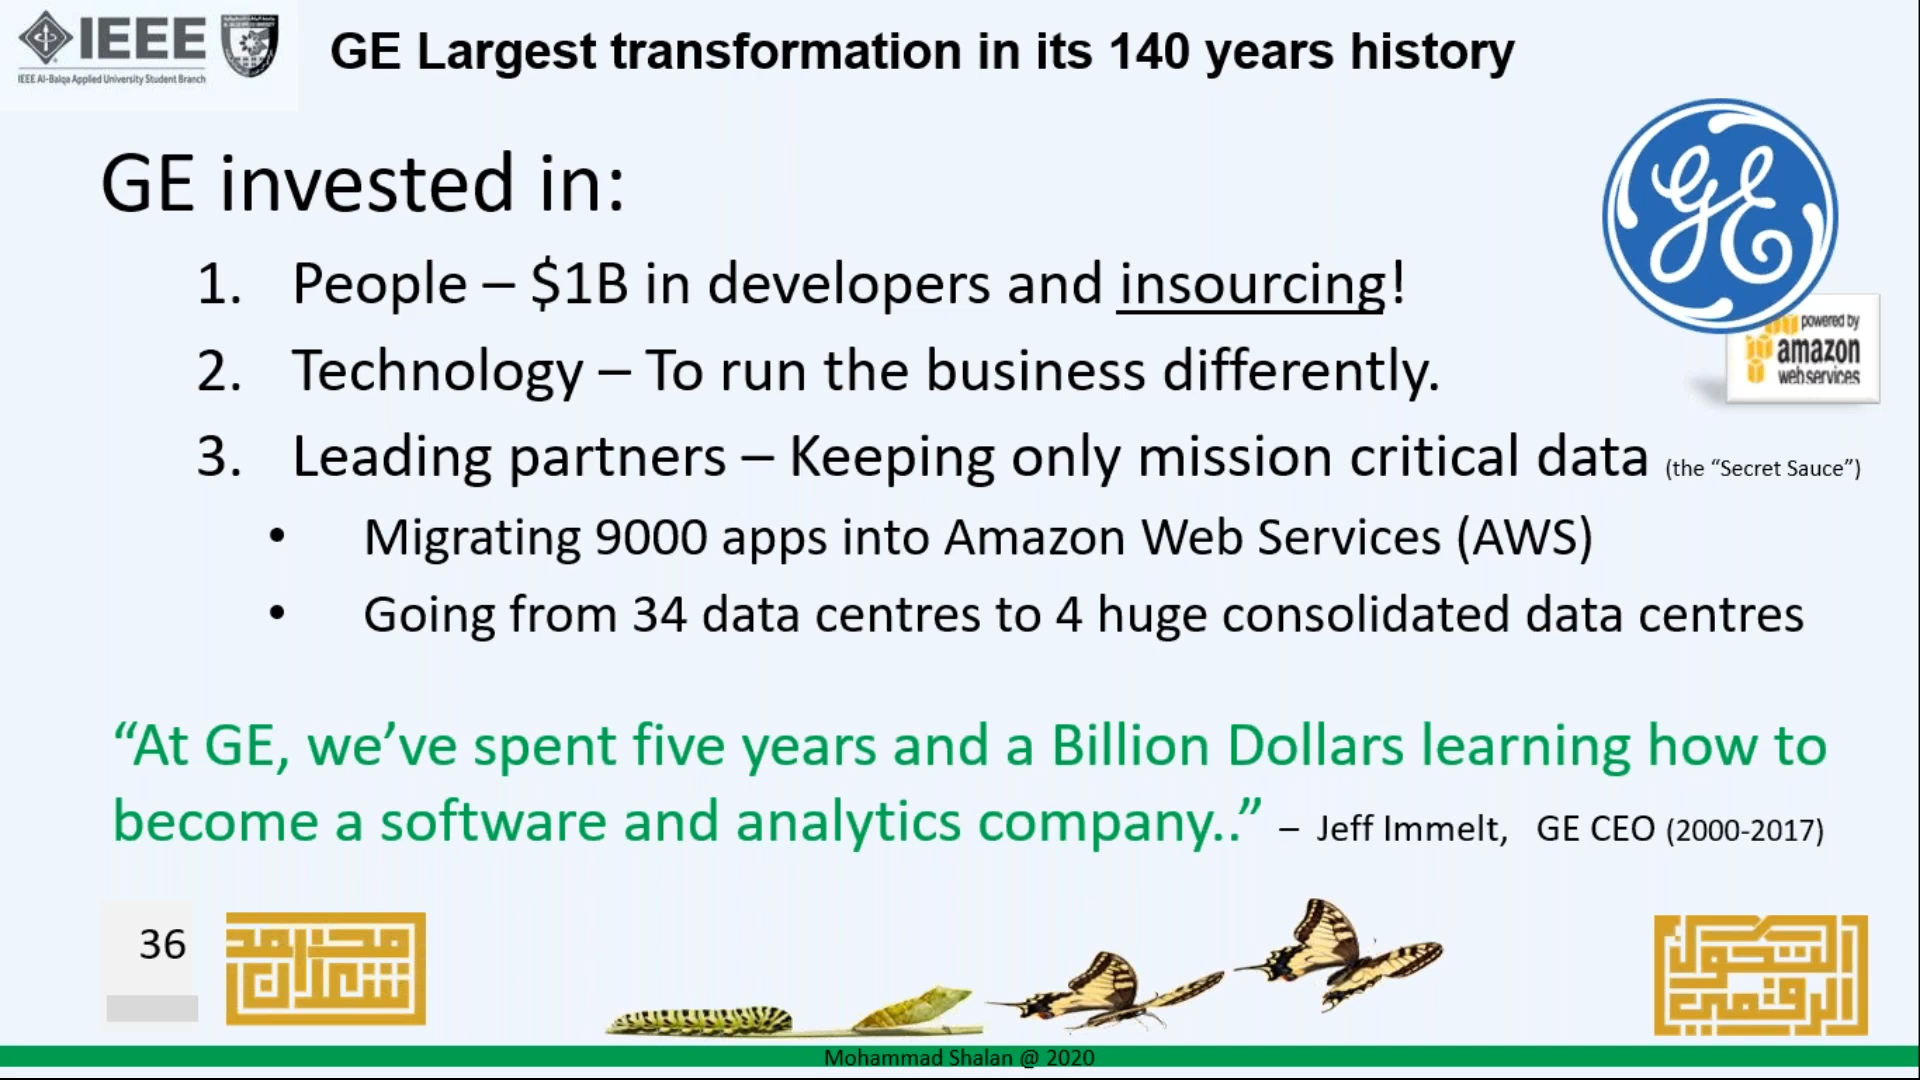 IEEE
IEEE Al-Balqa Applied University Student Branch
GE Largest transformation in its 140 years history
GE invested in:
1. People – $1B in developers and insourcing!
2. Technology – To run the business differently.
3. Leading partners – Keeping only mission critical data (the “Secret Sauce”)
• Migrating 9000 apps into Amazon Web Services (AWS)
• Going from 34 data centres to 4 huge consolidated data centres
GE
powered by
amazon
webservices
“At GE, we’ve spent five years and a Billion Dollars learning how to
become a software and analytics company..” – Jeff Immelt, GE CEO (2000-2017)
36
محمد
شعلان
التحول
الرقمي
Mohammad Shalan @ 2020